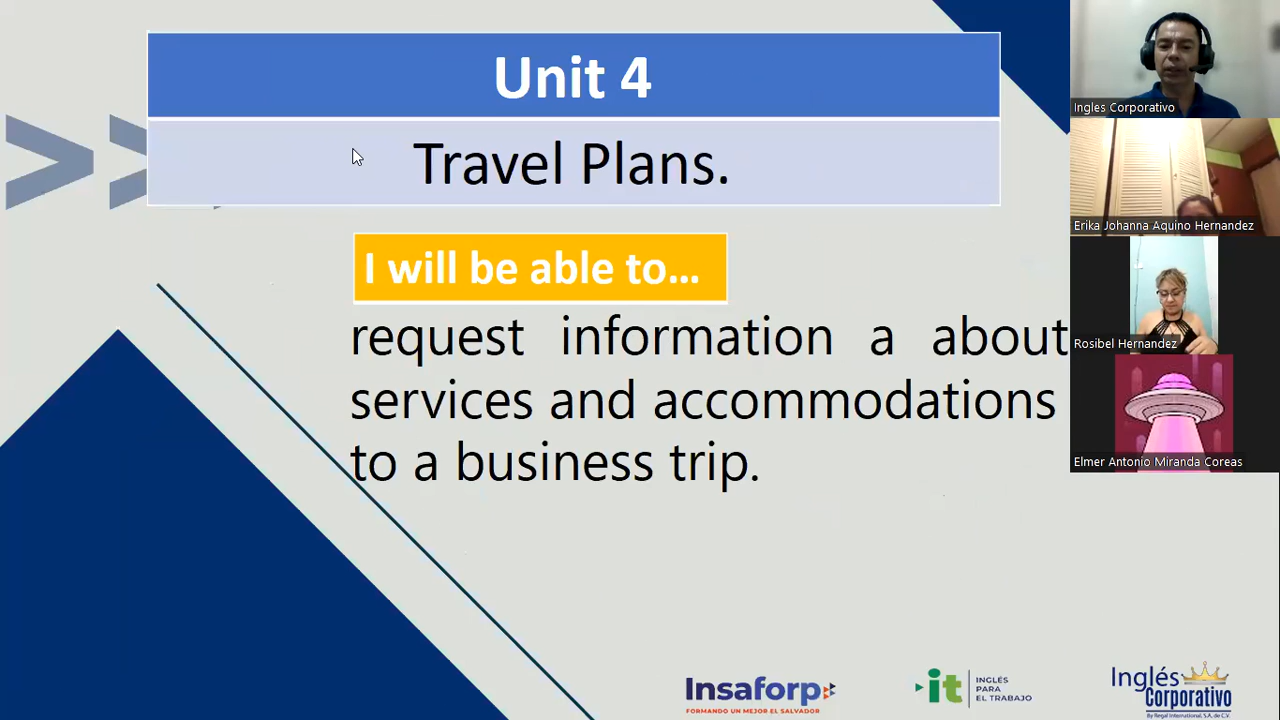 Unit 4
Travel Plans.
I will be able to...
request information a about
services and accommodations
to a business trip.
Ingles Corporativo
Erika Johanna Aquino Hernandez
Rosibel Hernandez
Elmer Antonio Miranda Coreas
Insaforp
FORMANDO UN MEJOR EL SALVADOR
it
INGLÉS
PARA
EL TRABAJO
Inglés
Corporativo
By Regal International, S.A. de C.V.